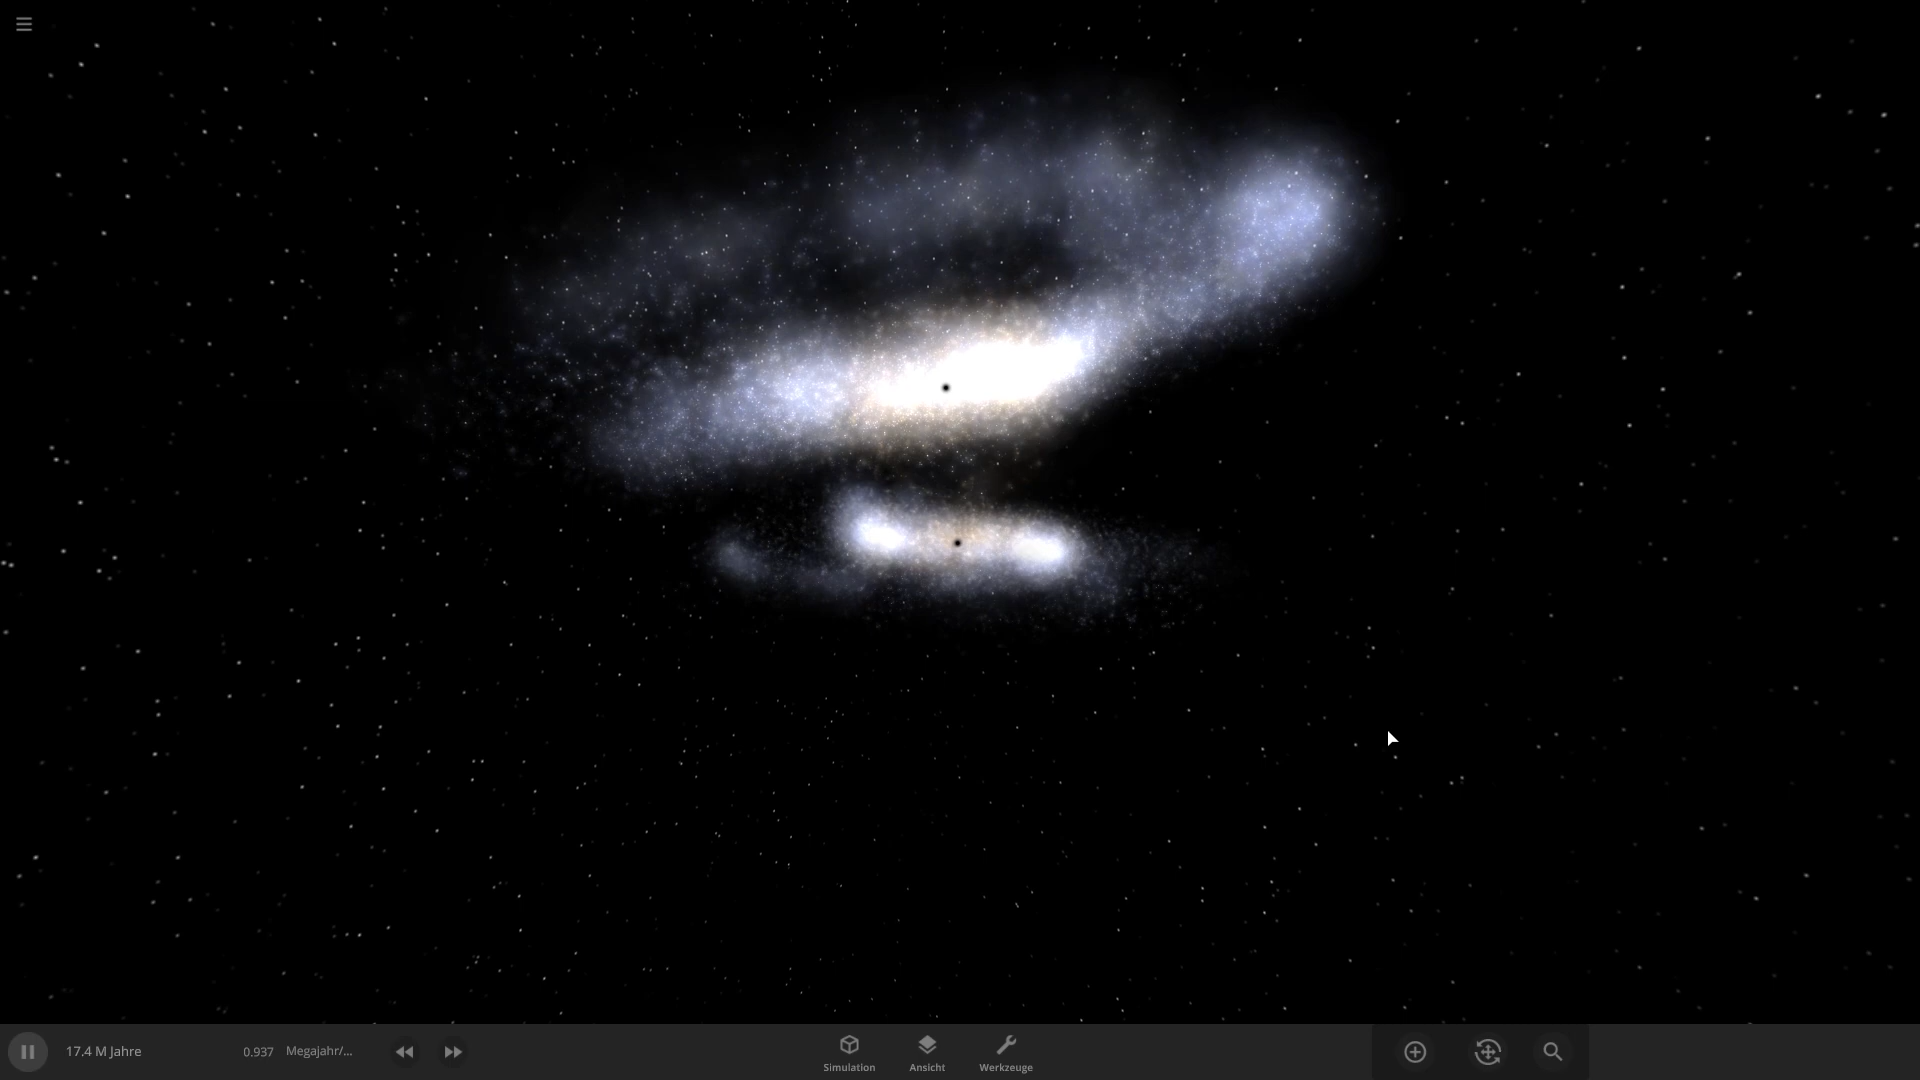 17.4 M Jahre
0.937 Megajahr/...
Simulation
Ansicht
Werkzeuge